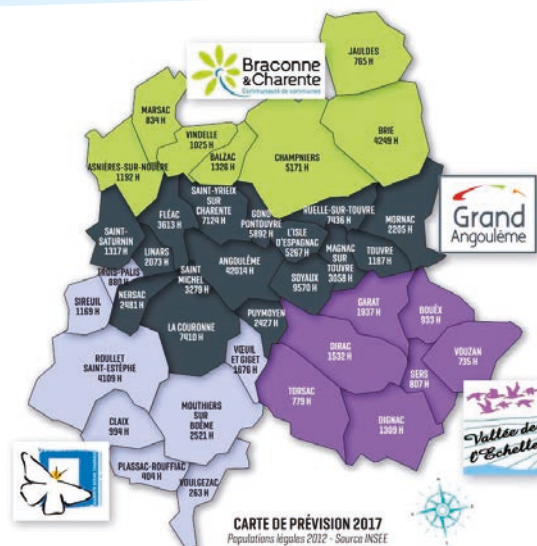 Braconne
& Charente
Communauté de communes
JAULDES
765 H
MARSAC
834 H
VINDELLE
1025 H
BALZAC
1326 H
CHAMPNIERS
5171 H
BRIE
4249 H
ASNIÈRES-SUR-NOUÈRE
1192 H
SAINT-YRIEIX
SUR
CHARENTE
7124 H
FLÉAC
3613 H
GOND
PONTOUVRE
5892 H
RUELLE-SUR-TOUVRE
7436 H
MORNAC
2205 H
Grand
Angoulême
SAINT-
SATURNIN
1317 H
LINARS
2073 H
L'ISLE
D'ESPAGNAC
5267 H
MAGNAC
SUR
TOUVRE
3058 H
TOUVRE
1187 H
ANGOULÊME
42014 H
SAINT
MICHEL
3279 H
SOYAUX
9570 H
TROIS-PALIS
NERSAC
2481 H
SIREUIL
1169 H
PUYMOYEN
2427 H
LA COURONNE
7410 H
GARAT
1937 H
BOUËX
933 H
VOUZAN
735 H
DIRAC
1532 H
SERS
807 H
TORSAC
779 H
DIGNAC
1309 H
ROULLET
SAINT-ESTÈPHE
4109 H
VŒUIL
ET GIGET
1676 H
MOUTHIERS
SUR
BOËME
2521 H
CLAIX
994 H
PLASSAC-ROUFFIAC
404 H
VOULGEZAC
263 H
Vallée de
l'Echelle
CARTE DE PRÉVISION 2017
Populations légales 2012 - Source INSEE